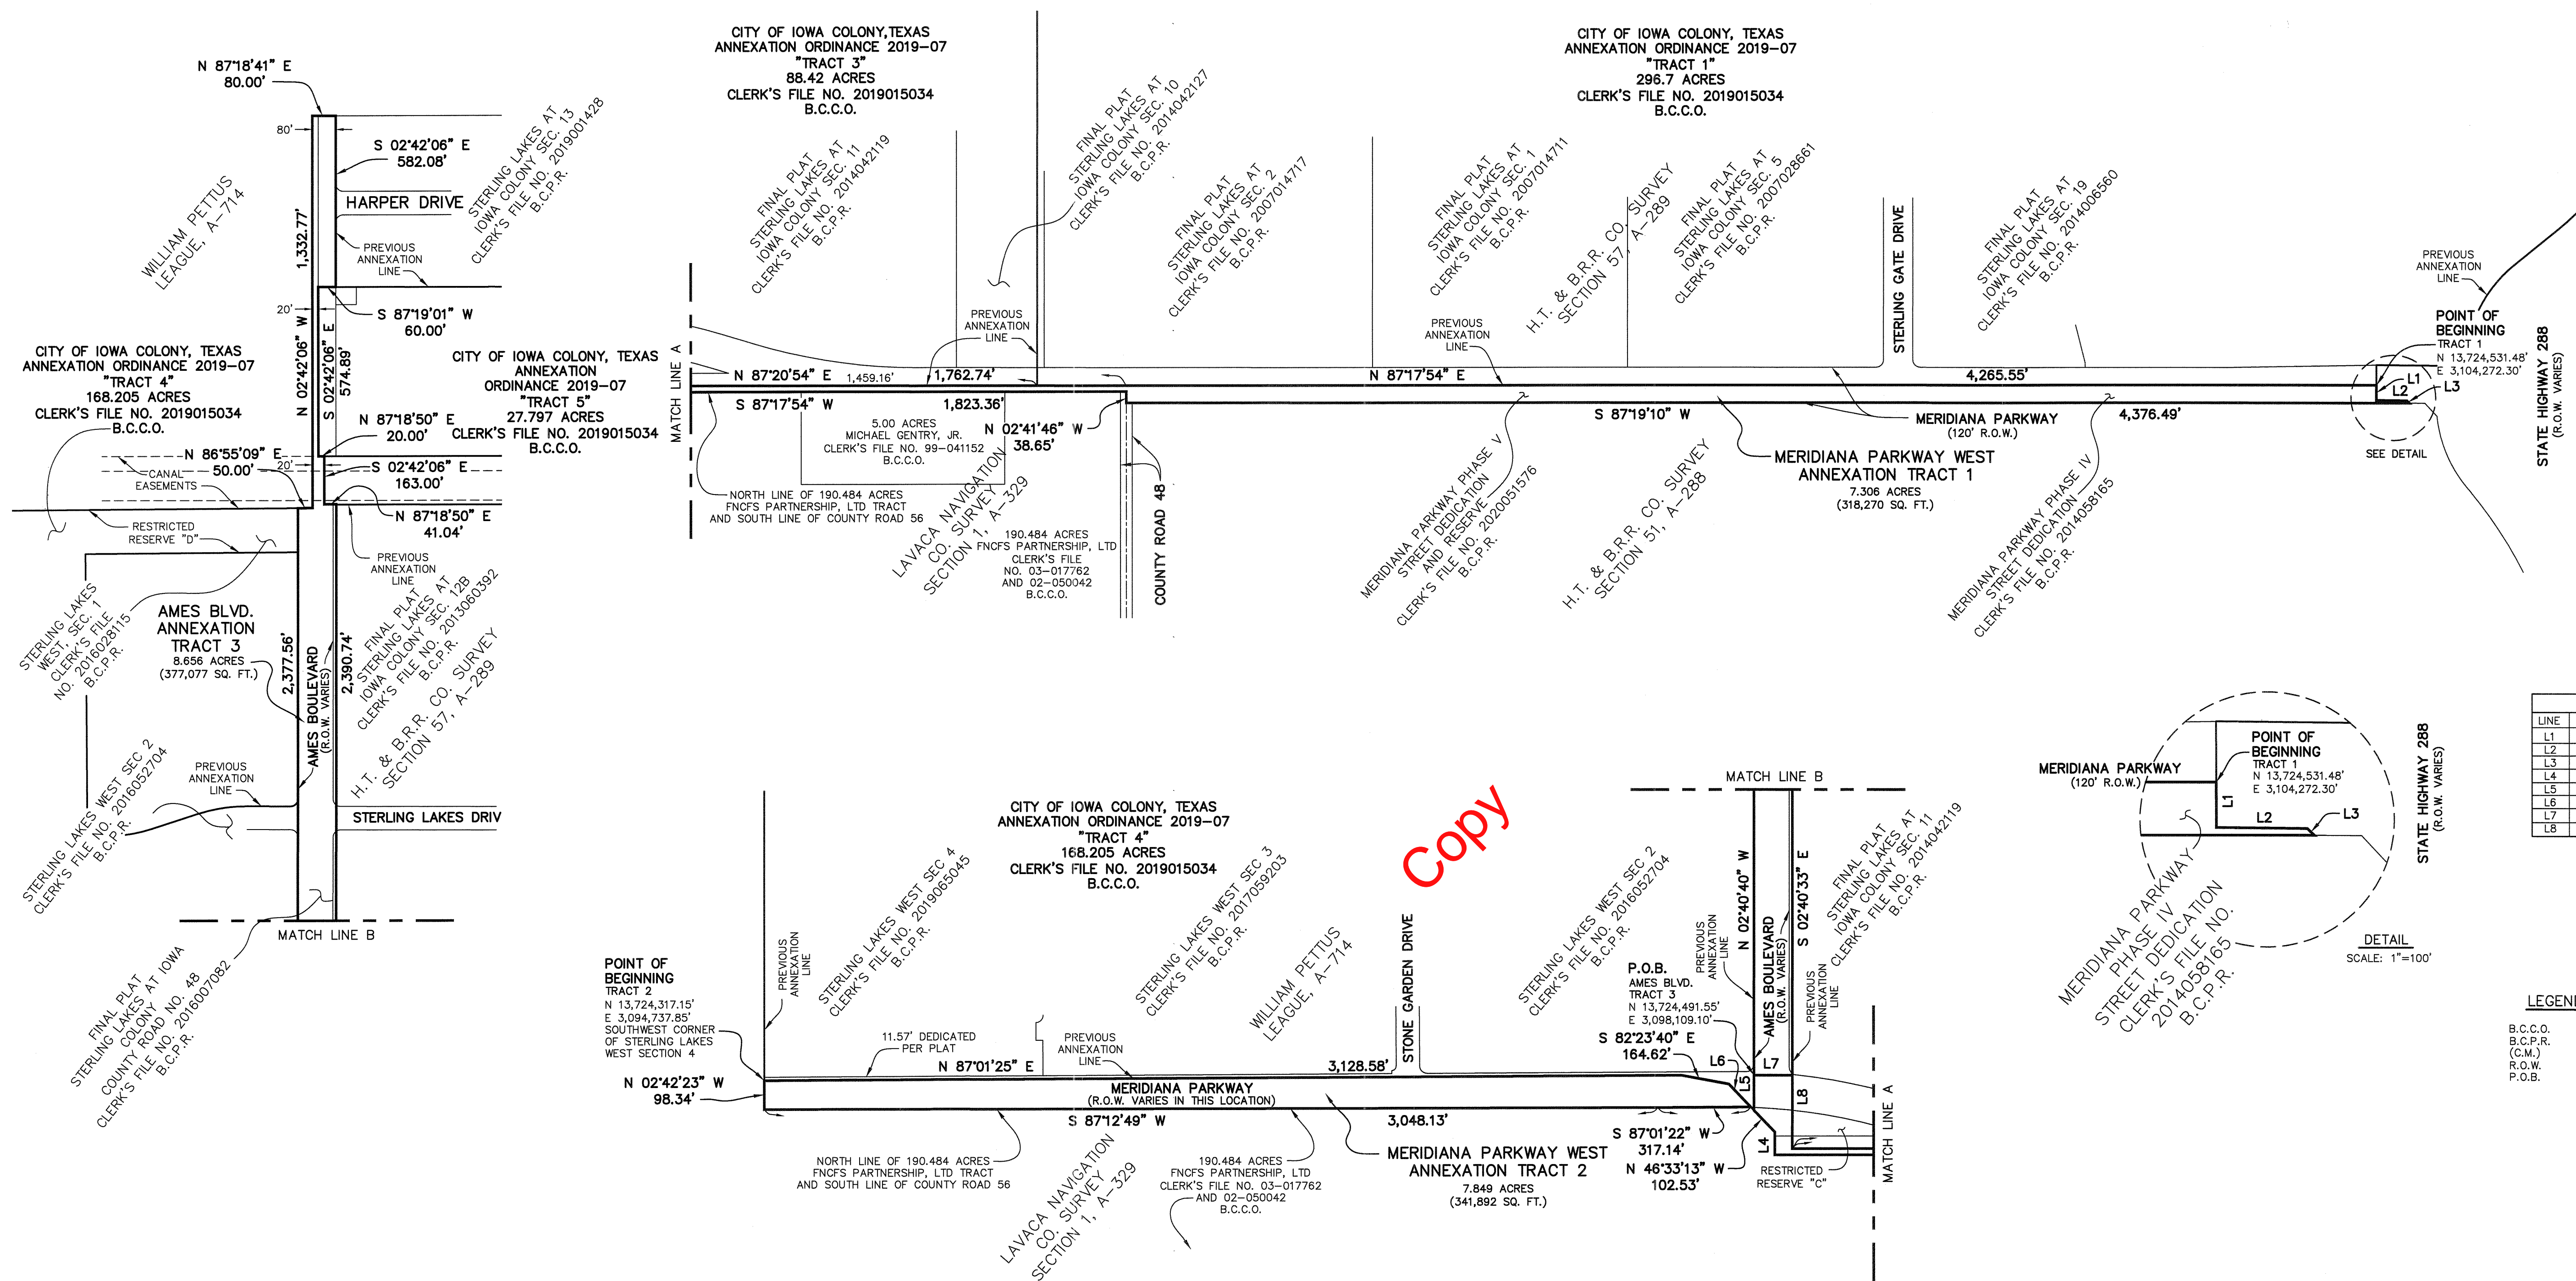 N 87°18'41" E
80.00'
80'
S 02°42'06" E
582.08'
HARPER DRIVE
STERLING LAKES AT
IOWA COLONY SEC. 13
CLERK'S FILE NO. 2019001428
B.C.P.R.
WILLIAM PETTUS
LEAGUE, A-714
1,332.77'
N 02°42'06" W
PREVIOUS
ANNEXATION
LINE
20'
S 87°19'01" W
60.00'
S 02°42'06" E
574.89'
CITY OF IOWA COLONY, TEXAS
ANNEXATION ORDINANCE 2019-07
"TRACT 4"
168.205 ACRES
CLERK'S FILE NO. 2019015034
B.C.C.O.
CITY OF IOWA COLONY, TEXAS
ANNEXATION
ORDINANCE 2019-07
"TRACT 5"
27.797 ACRES
CLERK'S FILE NO. 2019015034
B.C.C.O.
N 87°18'50" E
20.00'
N 86°55'09" E
50.00'
20'
CANAL
EASEMENTS
S 02°42'06" E
163.00'
N 87°18'50" E
41.04'
RESTRICTED
RESERVE "D"
PREVIOUS
ANNEXATION
LINE
STERLING LAKES
WEST, SEC. 1
CLERK'S FILE
NO. 2016028115
B.C.P.R.
AMES BLVD.
ANNEXATION
TRACT 3
8.656 ACRES
(377,077 SQ. FT.)
2,377.56'
AMES BOULEVARD
(R.O.W. VARIES)
2,390.74'
FINAL PLAT
STERLING LAKES AT
IOWA COLONY SEC. 12B
CLERK'S FILE NO. 2013060392
B.C.P.R.
H.T. & B.R.R. CO. SURVEY
SECTION 57, A-289
STERLING LAKES WEST SEC 2
CLERK'S FILE NO. 2016052704
B.C.P.R.
PREVIOUS
ANNEXATION
LINE
STERLING LAKES DRIV
MATCH LINE B
FINAL PLAT
STERLING LAKES AT IOWA
COLONY
COUNTY ROAD NO. 48
CLERK'S FILE NO. 2016007082
B.C.P.R.
CITY OF IOWA COLONY,TEXAS
ANNEXATION ORDINANCE 2019-07
"TRACT 3"
88.42 ACRES
CLERK'S FILE NO. 2019015034
B.C.C.O.
CITY OF IOWA COLONY, TEXAS
ANNEXATION ORDINANCE 2019-07
"TRACT 1"
296.7 ACRES
CLERK'S FILE NO. 2019015034
B.C.C.O.
FINAL PLAT
STERLING LAKES AT
IOWA COLONY SEC. 11
CLERK'S FILE NO. 2014042119
B.C.P.R.
FINAL PLAT
STERLING LAKES AT
IOWA COLONY SEC. 10
CLERK'S FILE NO. 2014042127
B.C.P.R.
FINAL PLAT
STERLING LAKES AT
IOWA COLONY SEC. 2
CLERK'S FILE NO. 2007014717
B.C.P.R.
FINAL PLAT
STERLING LAKES AT
IOWA COLONY SEC. 1
CLERK'S FILE NO. 2007014711
B.C.P.R.
H.T. & B.R.R. CO. SURVEY
SECTION 57, A-289
FINAL PLAT
STERLING LAKES AT
IOWA COLONY SEC. 5
CLERK'S FILE NO. 2007028661
B.C.P.R.
STERLING GATE DRIVE
FINAL PLAT
STERLING LAKES AT
IOWA COLONY SEC. 19
CLERK'S FILE NO. 2014006560
B.C.P.R.
PREVIOUS
ANNEXATION
LINE
POINT OF
BEGINNING
TRACT 1
N 13,724,531.48'
E 3,104,272.30'
STATE HIGHWAY 288
(R.O.W. VARIES)
MATCH LINE A
PREVIOUS
ANNEXATION
LINE
PREVIOUS
ANNEXATION
LINE
N 87°20'54" E
1,459.16'
1,762.74'
N 87°17'54" E
4,265.55'
L1
L2
L3
S 87°17'54" W
1,823.36'
N 02°41'46" W
38.65'
S 87°19'10" W
MERIDIANA PARKWAY
(120' R.O.W.)
4,376.49'
5.00 ACRES
MICHAEL GENTRY, JR.
CLERK'S FILE NO. 99-041152
B.C.C.O.
SEE DETAIL
MERIDIANA PARKWAY WEST
ANNEXATION TRACT 1
7.306 ACRES
(318,270 SQ. FT.)
NORTH LINE OF 190.484 ACRES
FNCFS PARTNERSHIP, LTD TRACT
AND SOUTH LINE OF COUNTY ROAD 56
LAVACA NAVIGATION
CO. SURVEY
SECTION 1, A-329
190.484 ACRES
FNCFS PARTNERSHIP, LTD
CLERK'S FILE
NO. 03-017762
AND 02-050042
B.C.C.O.
COUNTY ROAD 48
MERIDIANA PARKWAY PHASE V
STREET DEDICATION
AND RESERVE
CLERK'S FILE NO. 2020051576
B.C.P.R.
H.T. & B.R.R. CO. SURVEY
SECTION 51, A-288
MERIDIANA PARKWAY PHASE IV
STREET DEDICATION
CLERK'S FILE NO. 2014058165
B.C.P.R.
CITY OF IOWA COLONY, TEXAS
ANNEXATION ORDINANCE 2019-07
"TRACT 4"
168.205 ACRES
CLERK'S FILE NO. 2019015034
B.C.C.O.
Copy
MATCH LINE B
POINT OF
BEGINNING
TRACT 2
N 13,724,317.15'
E 3,094,737.85'
SOUTHWEST CORNER
OF STERLING LAKES
WEST SECTION 4
PREVIOUS
ANNEXATION
LINE
STERLING LAKES WEST SEC 4
CLERK'S FILE NO. 2019065045
B.C.P.R.
STERLING LAKES WEST SEC 3
CLERK'S FILE NO. 2017059203
B.C.P.R.
WILLIAM PETTUS
LEAGUE, A-714
STONE GARDEN DRIVE
STERLING LAKES WEST SEC 2
CLERK'S FILE NO. 2016052704
B.C.P.R.
P.O.B.
AMES BLVD.
TRACT 3
N 13,724,491.55'
E 3,098,109.10'
PREVIOUS
ANNEXATION
LINE
N 02°40'40" W
AMES BOULEVARD
(R.O.W. VARIES)
S 02°40'33" E
PREVIOUS
ANNEXATION
LINE
FINAL PLAT
STERLING LAKES AT
IOWA COLONY SEC. 11
CLERK'S FILE NO. 2014042119
B.C.P.R.
11.57' DEDICATED
PER PLAT
PREVIOUS
ANNEXATION
LINE
S 82°23'40" E
164.62'
N 02°42'23" W
98.34'
N 87°01'25" E
3,128.58'
MERIDIANA PARKWAY
(R.O.W. VARIES IN THIS LOCATION)
L6
L5
L7
L8
L4
S 87°12'49" W
3,048.13'
S 87°01'22" W
317.14'
N 46°33'13" W
102.53'
RESTRICTED
RESERVE "C"
MATCH LINE A
NORTH LINE OF 190.484 ACRES
FNCFS PARTNERSHIP, LTD TRACT
AND SOUTH LINE OF COUNTY ROAD 56
190.484 ACRES
FNCFS PARTNERSHIP, LTD
CLERK'S FILE NO. 03-017762
AND 02-050042
B.C.C.O.
MERIDIANA PARKWAY WEST
ANNEXATION TRACT 2
7.849 ACRES
(341,892 SQ. FT.)
LAVACA NAVIGATION
CO. SURVEY
SECTION 1, A-329
MERIDIANA PARKWAY
(120' R.O.W.)
POINT OF
BEGINNING
TRACT 1
N 13,724,531.48'
E 3,104,272.30'
L1
L2
L3
STATE HIGHWAY 288
(R.O.W. VARIES)
MERIDIANA PARKWAY
PHASE IV
STREET DEDICATION
CLERK'S FILE NO.
2014058165
B.C.P.R.
DETAIL
SCALE: 1"=100'
LINE
L1
L2
L3
L4
L5
L6
L7
L8
LEGEN
B.C.C.O.
B.C.P.R.
(C.M.)
R.O.W.
P.O.B.